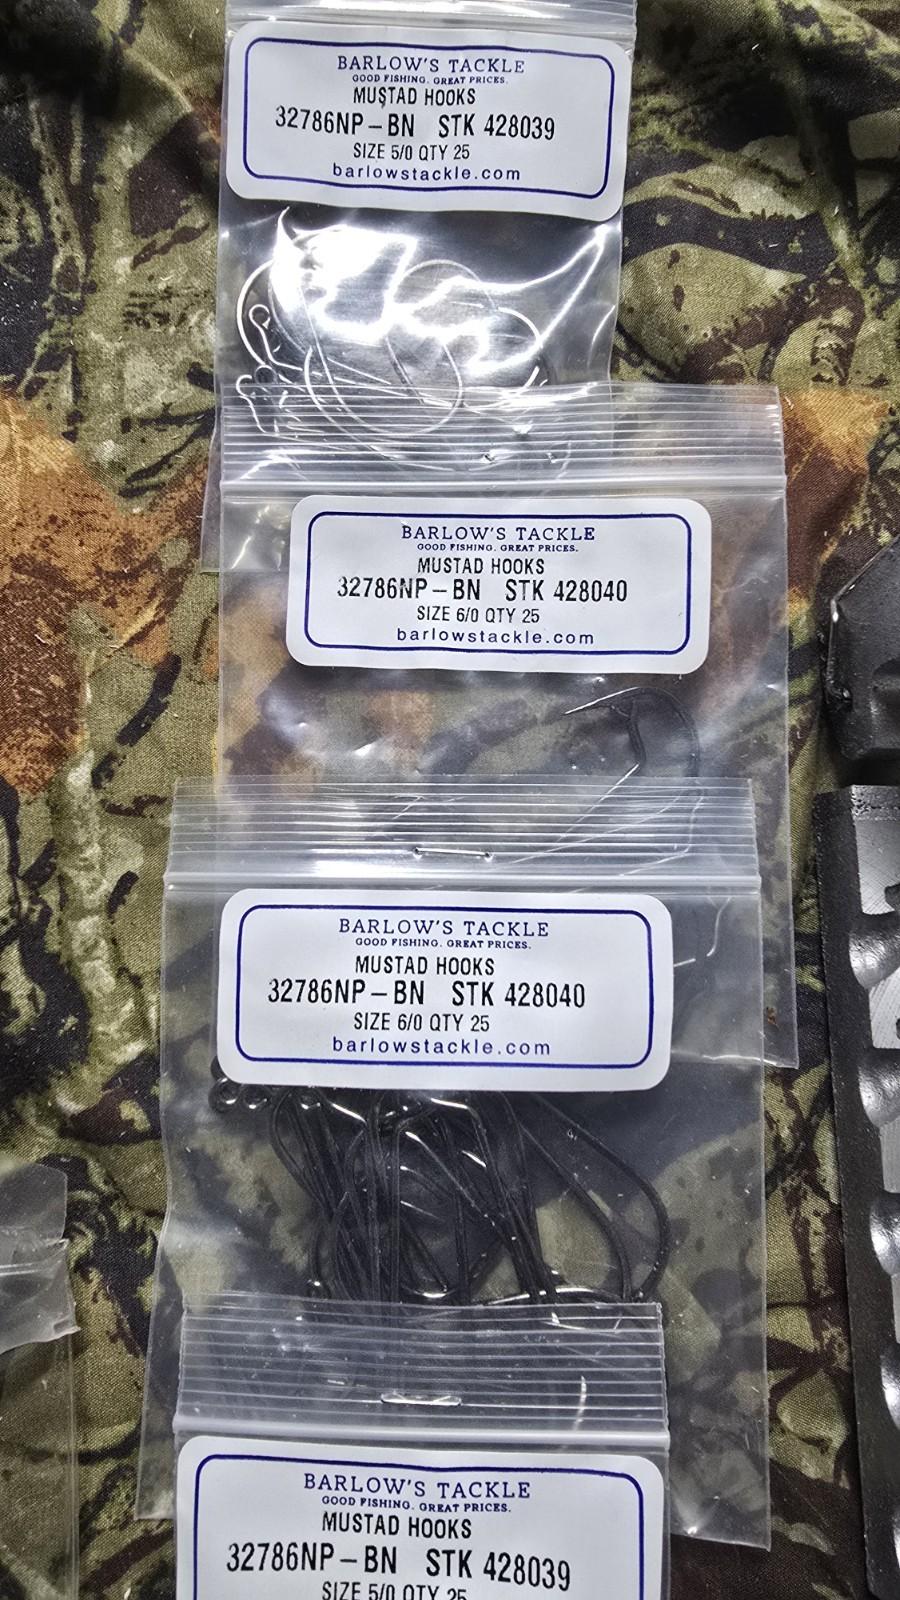 BARLOW'S TACKLE
GOOD FISHING. GREAT PRICES.
MUSTAD HOOKS
32786NP-BN STK 428039
SIZE 5/0 QTY 25
barlowstackle.com
BARLOW'S TACKLE
GOOD FISHING. GREAT PRICES.
MUSTAD HOOKS
32786NP-BN STK 428040
SIZE 6/0 QTY 25
barlowstackle.com
BARLOW'S TACKLE
GOOD FISHING. GREAT PRICES.
MUSTAD HOOKS
32786NP-BN STK 428040
SIZE 6/0 QTY 25
barlowstackle.com
BARLOW'S TACKLE
GOOD FISHING. GREAT PRICES.
MUSTAD HOOKS
32786NP-BN STK 428039
SIZE 5/0 QTY 25